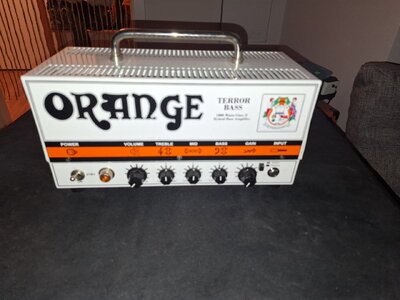 ORANGE
TERROR
BASS
1000 Watts Class D
Hybrid Bass Amplifier
POWER VOLUME TREBLE MID BASS GAIN INPUT